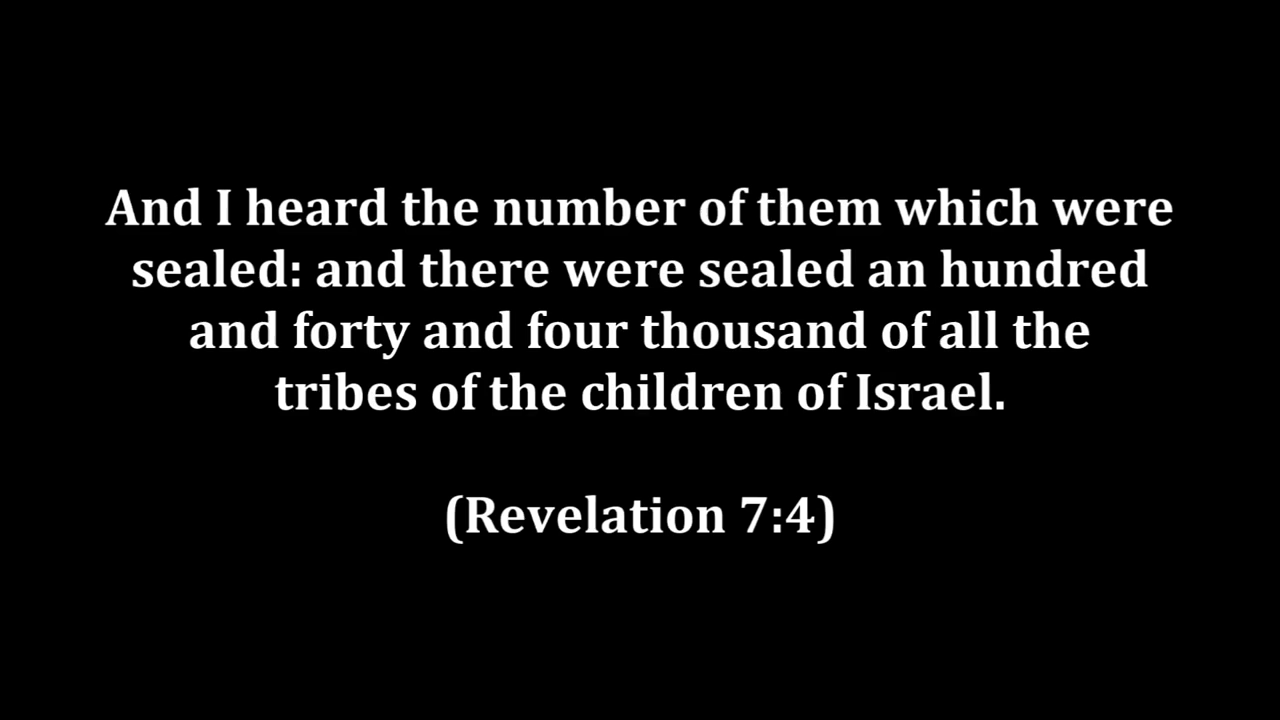 And I heard the number of them which were
sealed: and there were sealed an hundred
and forty and four thousand of all the
tribes of the children of Israel.
(Revelation 7:4)